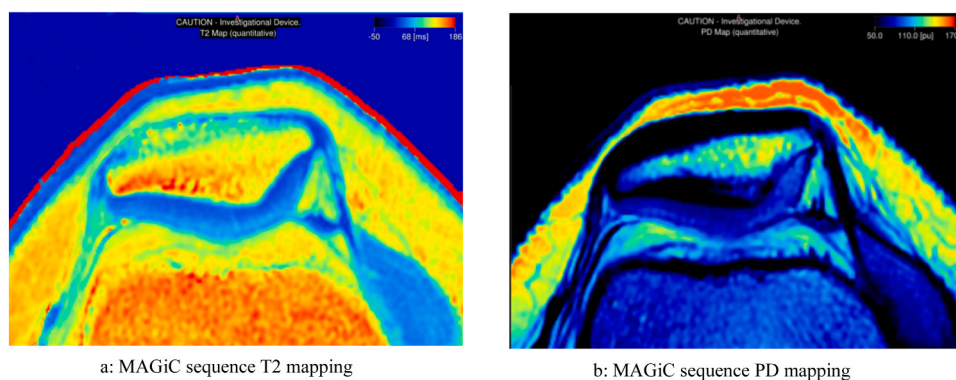 CAUTION - Investigational Device.
T2 Map (quantitative)
-50 68 [ms] 186
CAUTION - Investigational Device.
PD Map (quantitative)
50.0 110.0 [pu] 170
a: MAGiC sequence T2 mapping
b: MAGiC sequence PD mapping